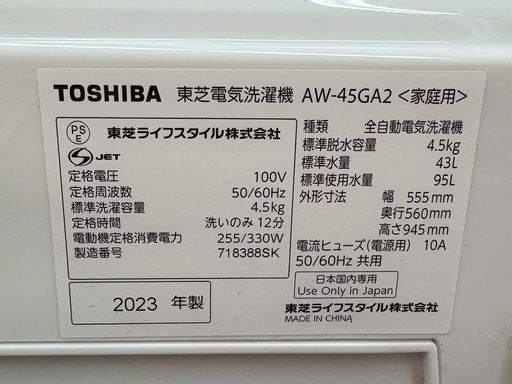 TOSHIBA 東芝電気洗濯機 AW-45GA2 <家庭用>
PSE
JET
東芝ライフスタイル株式会社
定格電圧 100V
定格周波数 50/60Hz
標準洗濯容量 4.5kg
定格時間 洗いのみ 12分
電動機定格消費電力 255/330W
製造番号 718388SK
2023 年製
種類 全自動電気洗濯機
標準脱水容量 4.5kg
標準水量 43L
標準使用水量 95L
外形寸法 幅 555mm
奥行560mm
高さ945mm
電流ヒューズ(電源用) 10A
50/60Hz 共用
日本国内専用
Use Only in Japan
東芝ライフスタイル株式会社
MADE IN CHINA